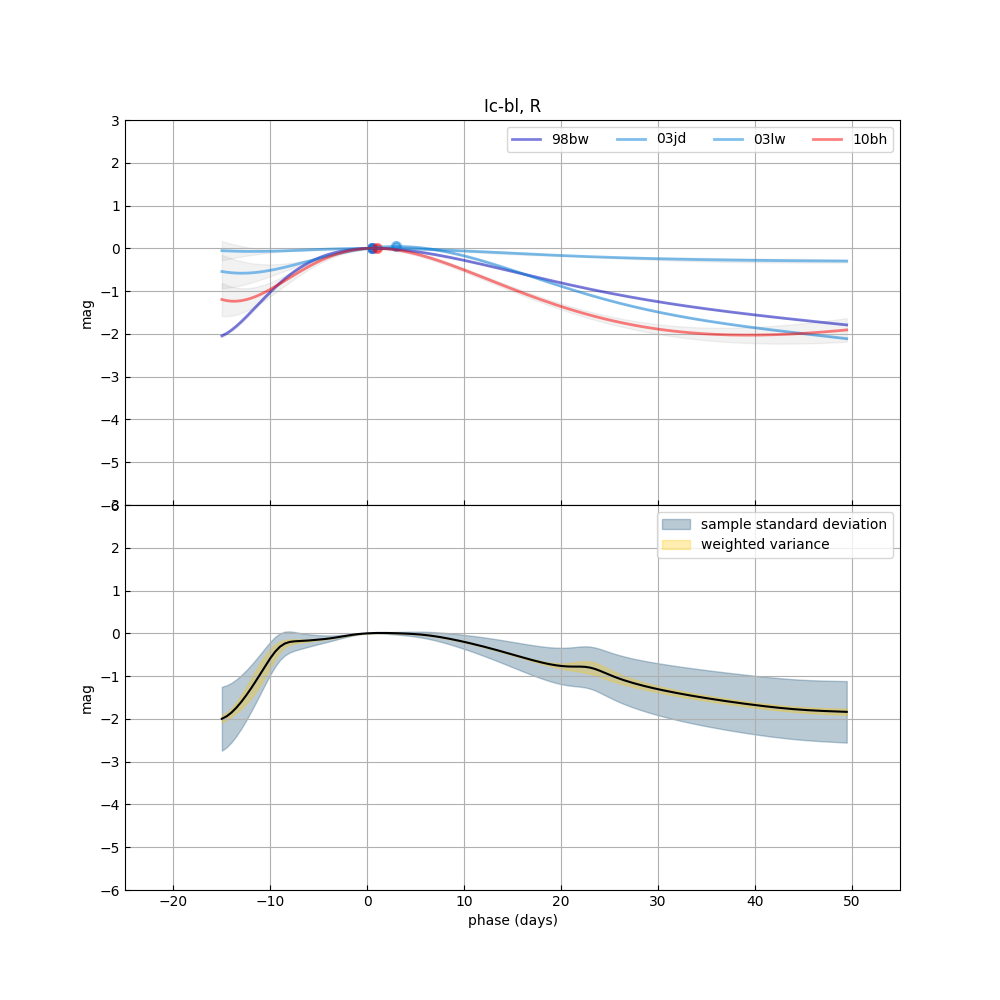 Ic-bl, R
98bw 03jd 03lw 10bh
3
2
1
0
−1
−2
−3
−4
−5
−6
mag
3
2
1
0
−1
−2
−3
−4
−5
−6
mag
sample standard deviation
weighted variance
−20 −10 0 10 20 30 40 50
phase (days)